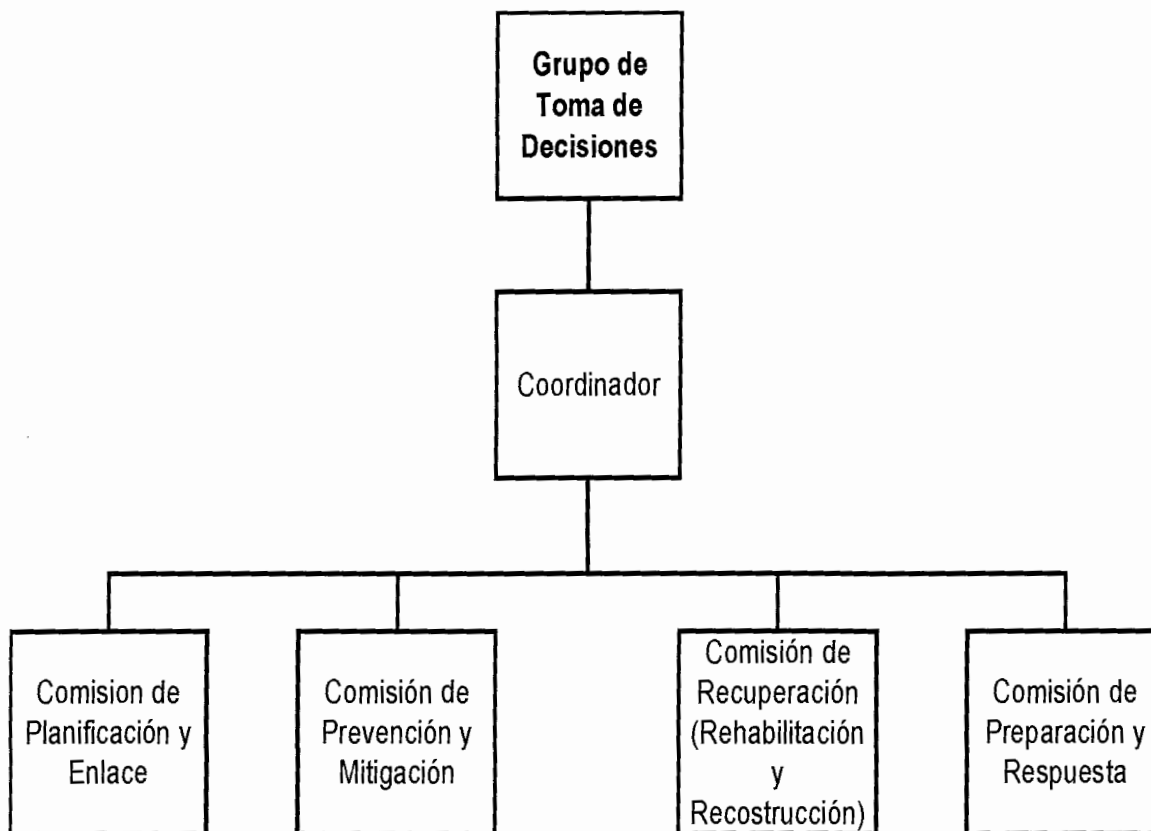 Grupo de
Toma de
Decisiones
Coordinador
Comision de
Planificación y
Enlace
Comisión de
Prevención y
Mitigación
Comisión de
Recuperación
(Rehabilitación
y
Recostrucción)
Comisión de
Preparación y
Respuesta